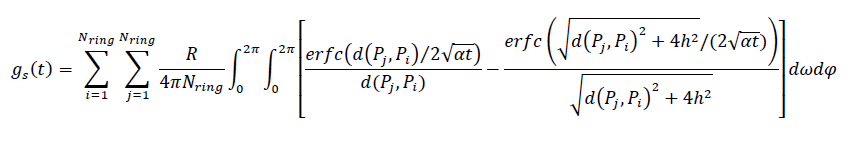 g_s(t) = \sum_{i=1}^{N_{ring}} \sum_{j=1}^{N_{ring}} \frac{R}{4\pi N_{ring}} \int_0^{2\pi} \int_0^{2\pi} \left[ \frac{erfc(d(P_j, P_i)/2\sqrt{\alpha t})}{d(P_j, P_i)} - \frac{erfc\left(\sqrt{d(P_j, P_i)^2 + 4h^2}/(2\sqrt{\alpha t})\right)}{\sqrt{d(P_j, P_i)^2 + 4h^2}} \right] d\omega d\varphi